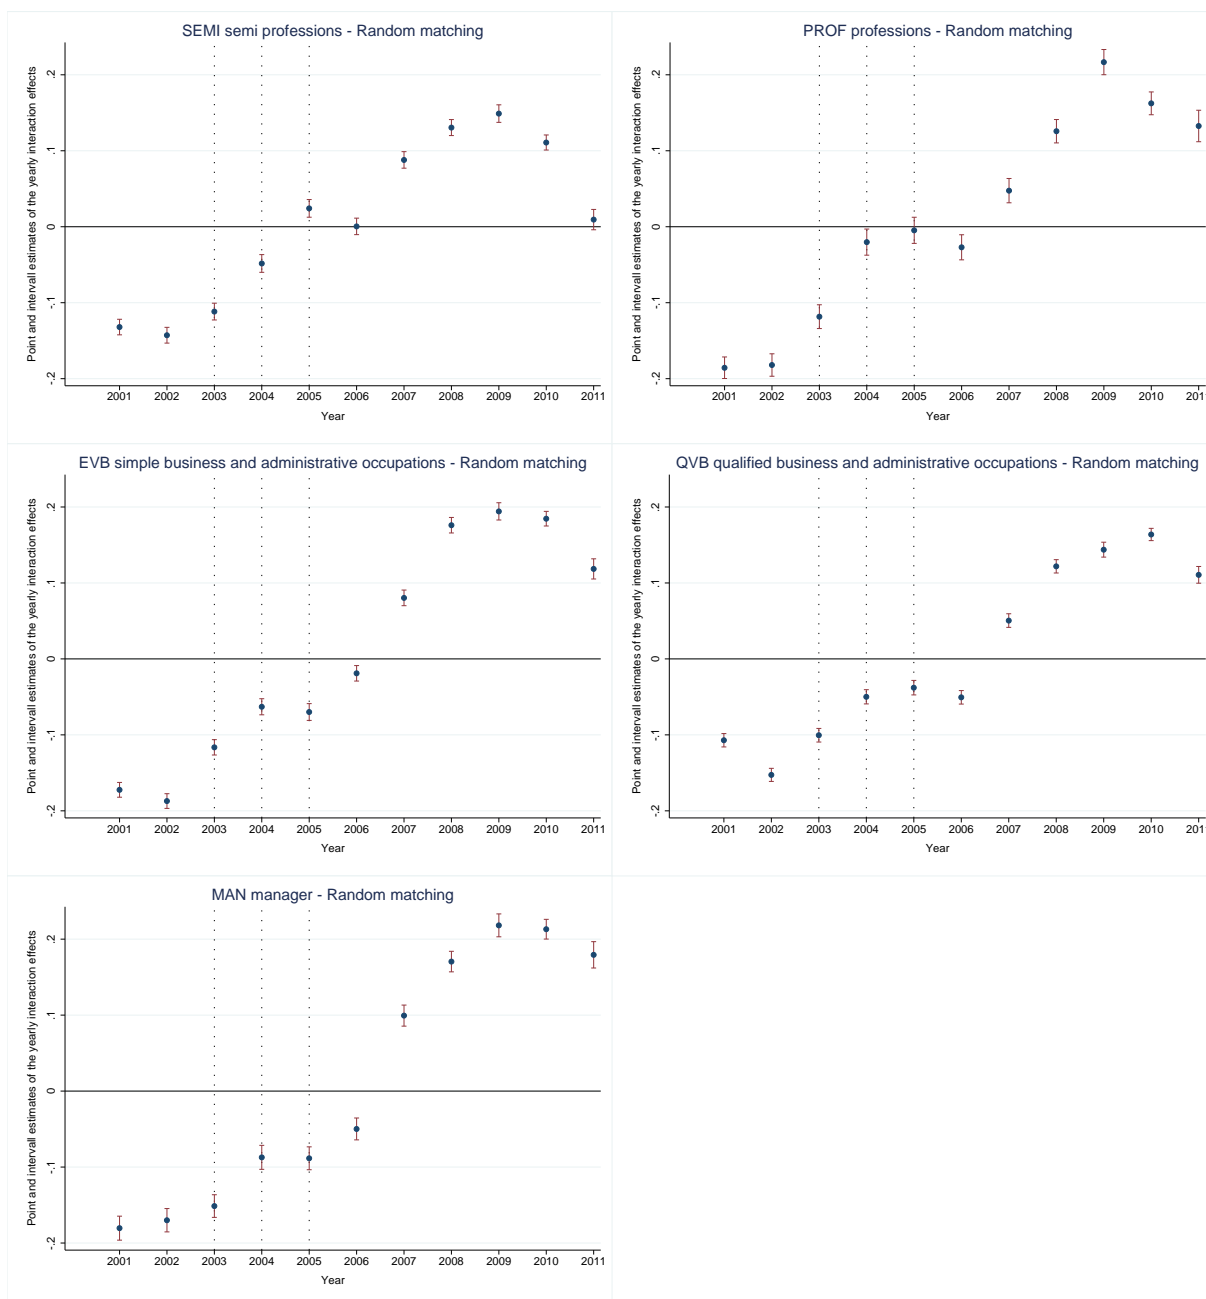 SEMI semi professions - Random matching
Point and intervall estimates of the yearly interaction effects
.2
.1
0
-.1
-.2
2001 2002 2003 2004 2005 2006 2007 2008 2009 2010 2011
Year
PROF professions - Random matching
Point and intervall estimates of the yearly interaction effects
.2
.1
0
-.1
-.2
2001 2002 2003 2004 2005 2006 2007 2008 2009 2010 201
Year
EVB simple business and administrative occupations - Random matching
Point and intervall estimates of the yearly interaction effects
.2
.1
0
-.1
-.2
2001 2002 2003 2004 2005 2006 2007 2008 2009 2010 2011
Year
QVB qualified business and administrative occupations - Random matching
Point and intervall estimates of the yearly interaction effects
.2
.1
0
-.1
-.2
2001 2002 2003 2004 2005 2006 2007 2008 2009 2010 201
Year
MAN manager - Random matching
Point and intervall estimates of the yearly interaction effects
.2
.1
0
-.1
-.2
2001 2002 2003 2004 2005 2006 2007 2008 2009 2010 2011
Year